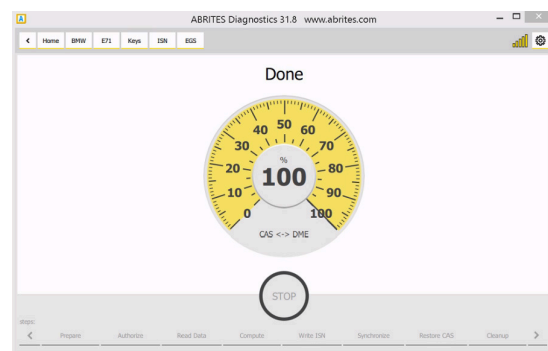 A ABRITES Diagnostics 31.8 www.abrites.com
Home BMW E71 Keys ISN EGS
Done
0 10 20 30 40 50 60 70 80 90 100
%
100
CAS <-> DME
STOP
steps:
Prepare Authorize Read Data Compute Write ISN Synchronize Restore CAS Cleanup